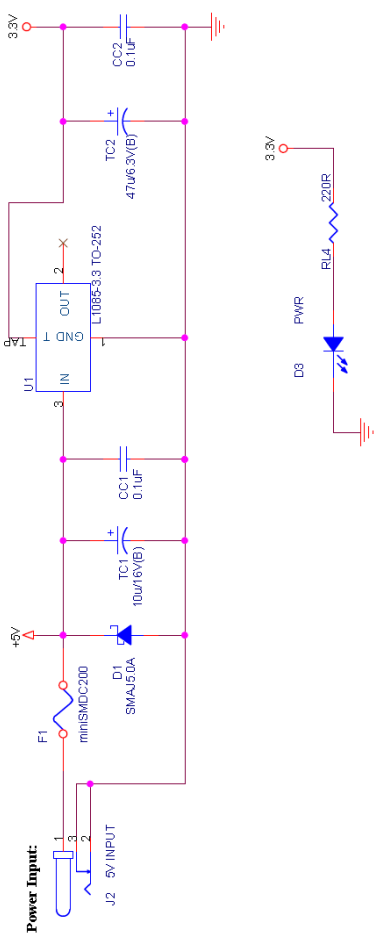 Power Input:
J2
5V INPUT
1
3
2
F1
miniSMDC200
+5V
D1
SMAJ5.0A
TC1
10u/16V(B)
+
CC1
0.1uF
U1
L1085-3.3 TO-252
3
IN
GND T
OUT
2
1
TC2
47u/6.3V(B)
+
CC2
0.1uF
3.3V
D3
PWR
RL4
220R
3.3V